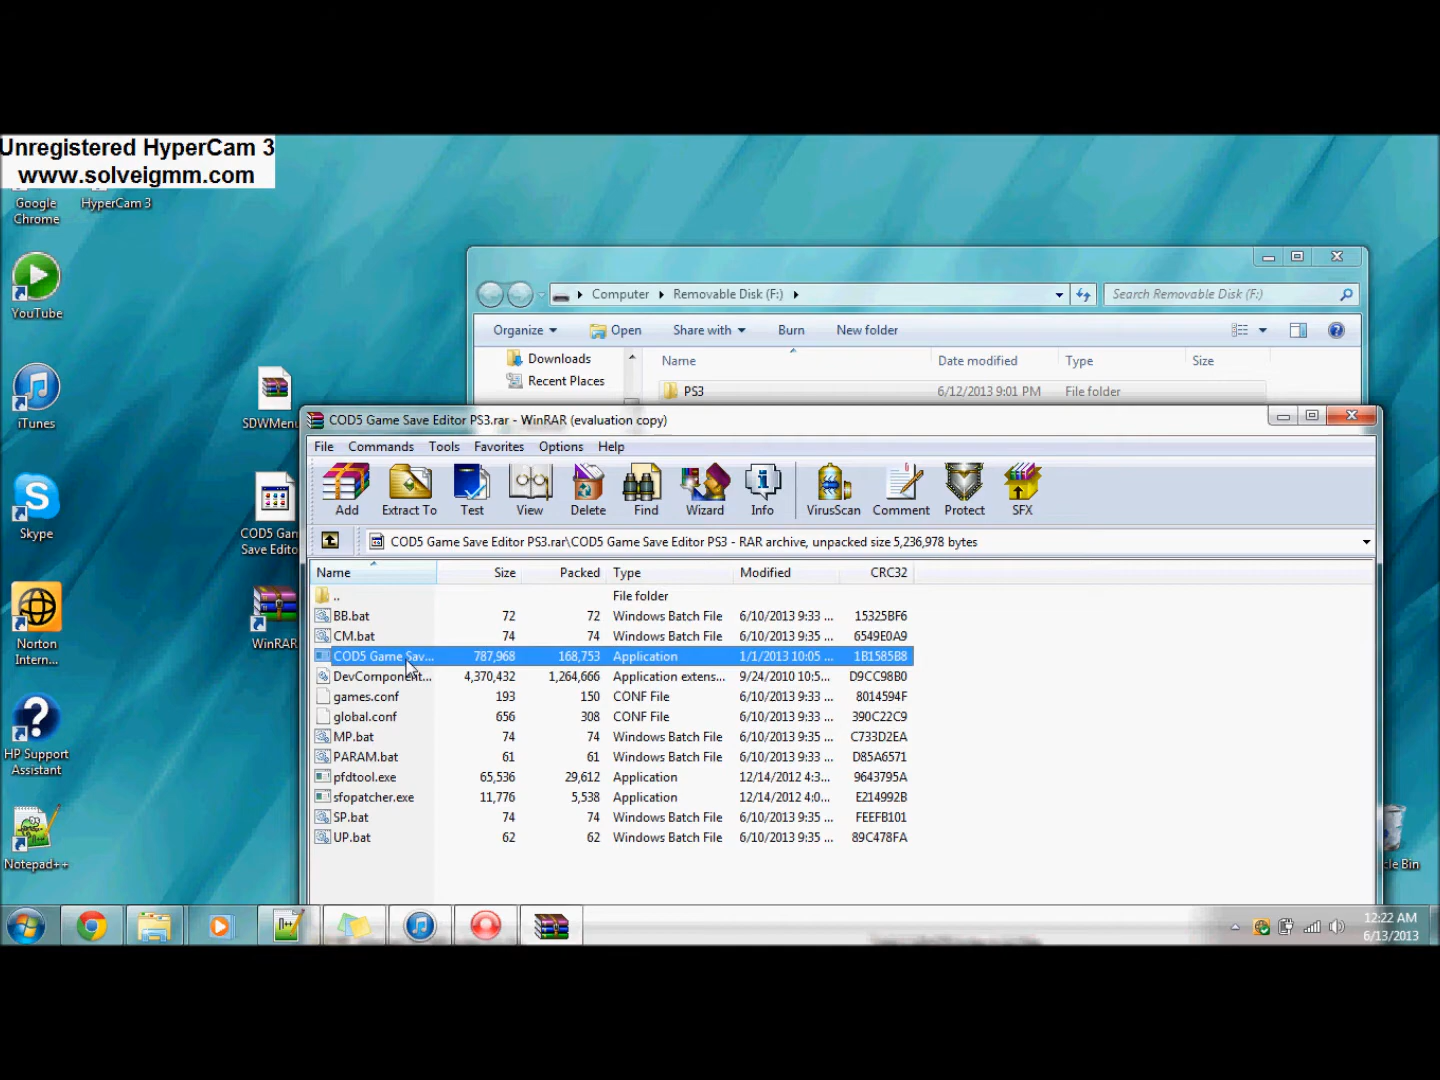 Unregistered HyperCam 3
www.solveigmm.com
Google
Chrome
HyperCam 3
YouTube
iTunes
Skype
Norton
Intern...
HP Support
Assistant
Notepad++
SDWMenu
COD5 Gam
Save Edito
WinRAR
Computer
Removable Disk (F:)
Search Removable Disk (F:)
Organize
Open
Share with
Burn
New folder
Downloads
Recent Places
Name Date modified Type Size
PS3 6/12/2013 9:01 PM File folder
COD5 Game Save Editor PS3.rar - WinRAR (evaluation copy)
File Commands Tools Favorites Options Help
Add Extract To Test View Delete Find Wizard Info VirusScan Comment Protect SFX
COD5 Game Save Editor PS3.rar\COD5 Game Save Editor PS3 - RAR archive, unpacked size 5,236,978 bytes
Name Size Packed Type Modified CRC32
.. File folder
BB.bat 72 72 Windows Batch File 6/10/2013 9:33 ... 15325BF6
CM.bat 74 74 Windows Batch File 6/10/2013 9:35 ... 6549E0A9
COD5 Game Sav... 787,968 168,753 Application 1/1/2013 10:05 ... 1B1585B8
DevComponent... 4,370,432 1,264,666 Application extens... 9/24/2010 10:5... D9CC98B0
games.conf 193 150 CONF File 6/10/2013 9:33 ... 8014594F
global.conf 656 308 CONF File 6/10/2013 9:33 ... 390C22C9
MP.bat 74 74 Windows Batch File 6/10/2013 9:35 ... C733D2EA
PARAM.bat 61 61 Windows Batch File 6/10/2013 9:33 ... D85A6571
pfdtool.exe 65,536 29,612 Application 12/14/2012 4:3... 9643795A
sfopatcher.exe 11,776 5,538 Application 12/14/2012 4:0... E214992B
SP.bat 74 74 Windows Batch File 6/10/2013 9:35 ... FEEFB101
UP.bat 62 62 Windows Batch File 6/10/2013 9:35 ... 89C478FA
cle Bin
12:22 AM
6/13/2013